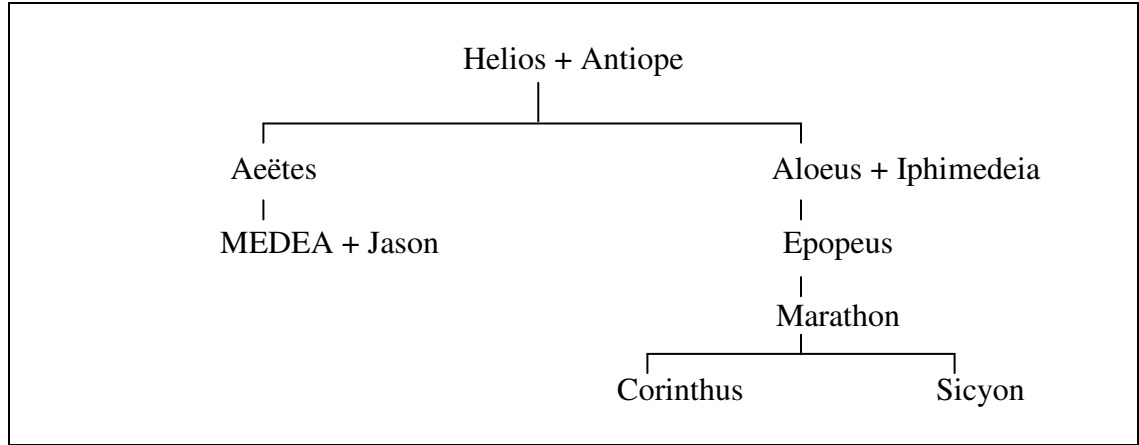 Helios + Antiope
Aeëtes Aloeus + Iphimedeia
MEDEA + Jason Epopeus
Marathon
Corinthus Sicyon